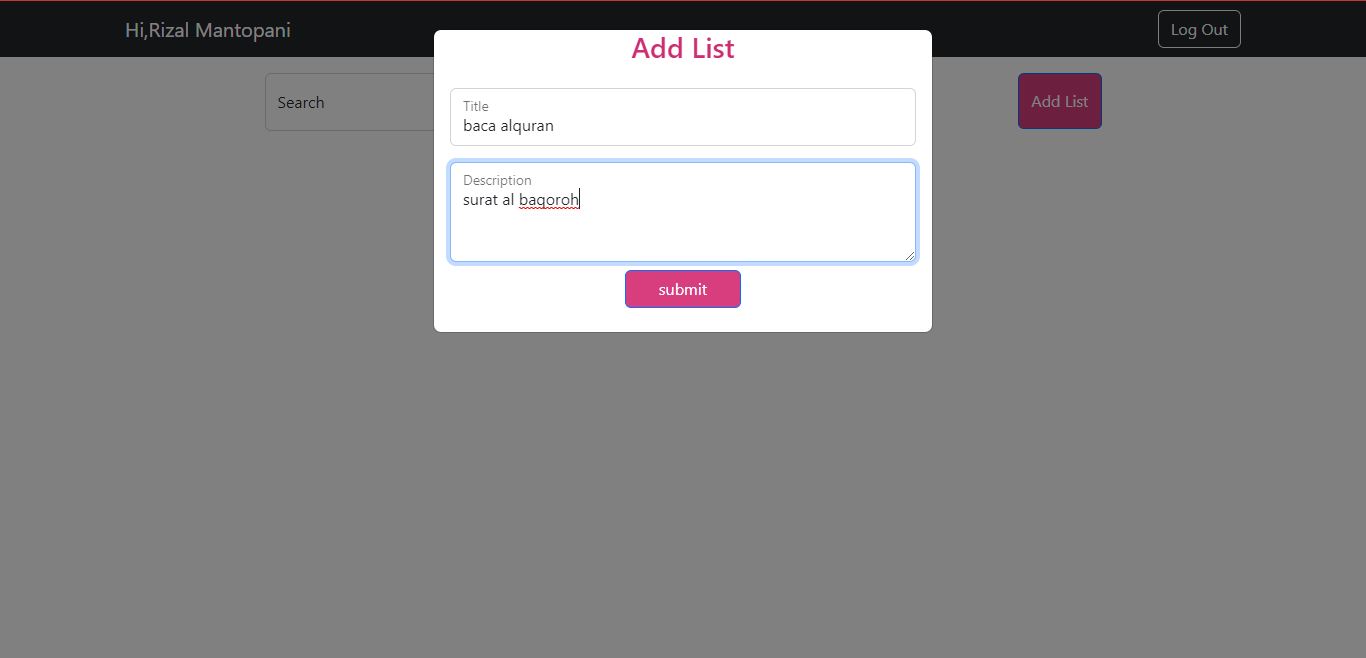 Hi,Rizal Mantopani
Log Out
Add List
Search
Add List
Title
baca alquran
Description
surat al baqoroh
submit